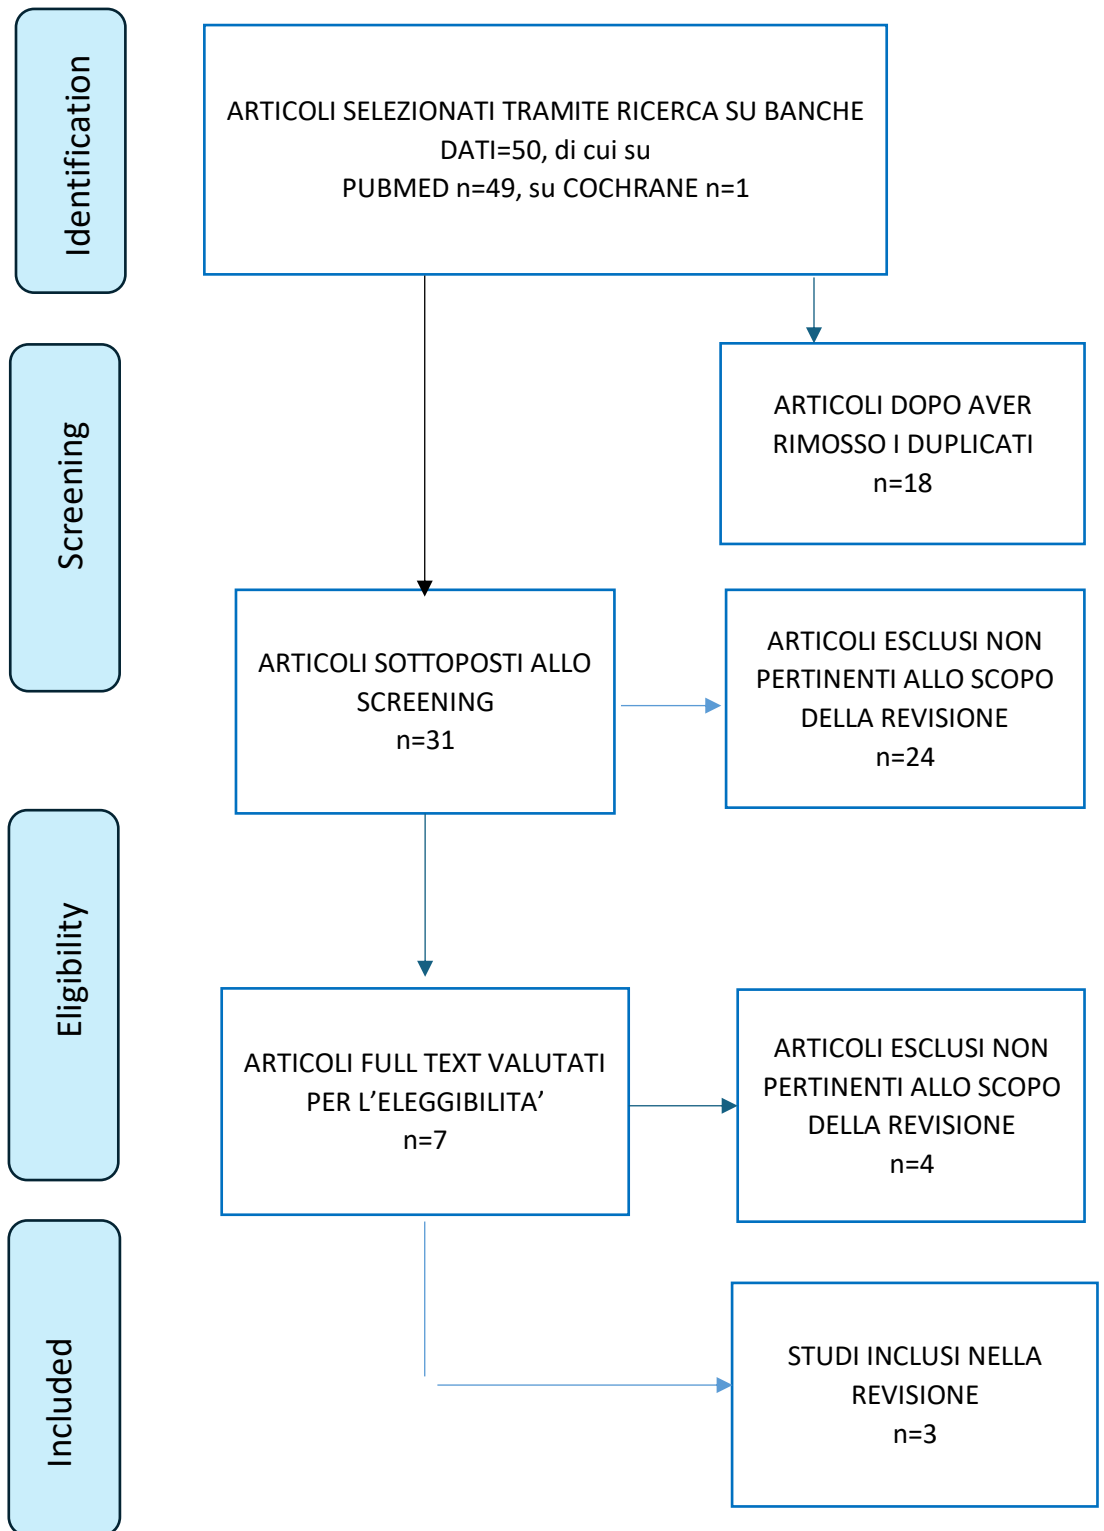 Identification
ARTICOLI SELEZIONATI TRAMITE RICERCA SU BANCHE
DATI=50, di cui su
PUBMED n=49, su COCHRANE n=1
Screening
ARTICOLI DOPO AVER
RIMOSSO I DUPLICATI
n=18
ARTICOLI SOTTOPOSTI ALLO
SCREENING
n=31
ARTICOLI ESCLUSI NON
PERTINENTI ALLO SCOPO
DELLA REVISIONE
n=24
Eligibility
ARTICOLI FULL TEXT VALUTATI
PER L’ELEGGIBILITA’
n=7
ARTICOLI ESCLUSI NON
PERTINENTI ALLO SCOPO
DELLA REVISIONE
n=4
Included
STUDI INCLUSI NELLA
REVISIONE
n=3